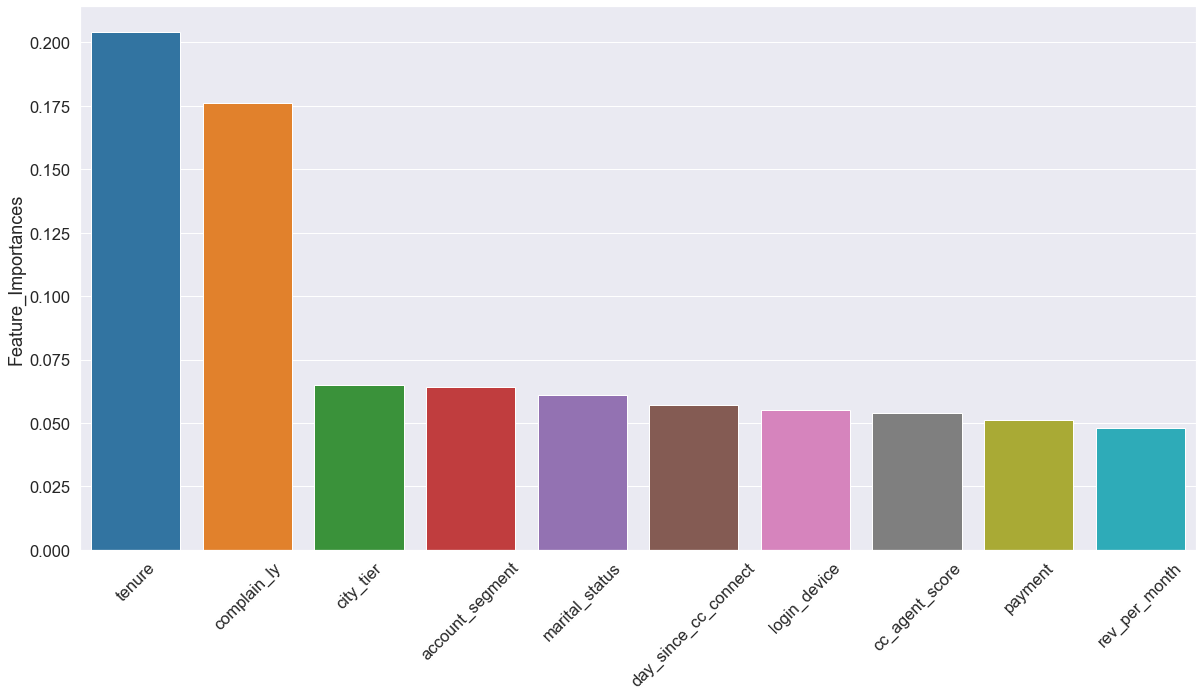 Feature_Importances
0.200
0.175
0.150
0.125
0.100
0.075
0.050
0.025
0.000
tenure
complain_ly
city_tier
account_segment
marital_status
day_since_cc_connect
login_device
cc_agent_score
payment
rev_per_month